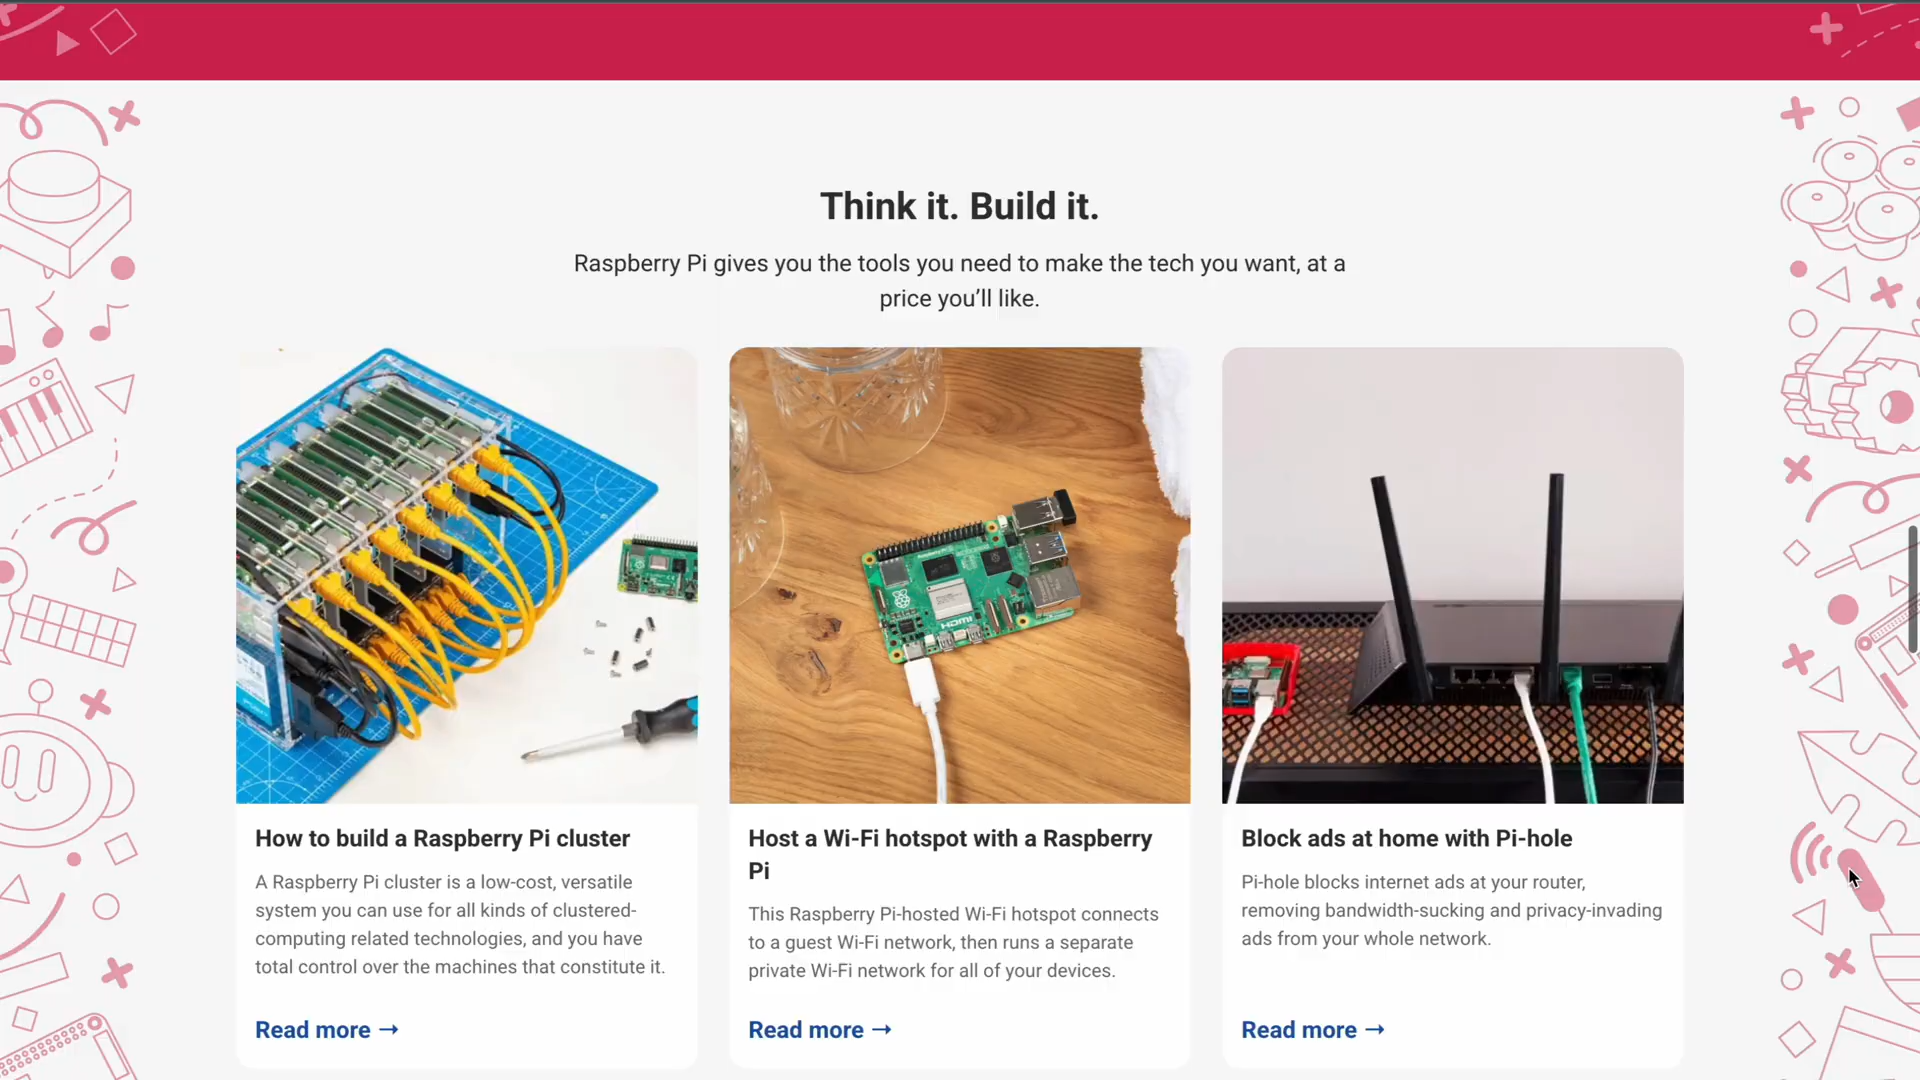 Think it. Build it.
Raspberry Pi gives you the tools you need to make the tech you want, at a
price you’ll like.
HDMI
How to build a Raspberry Pi cluster
A Raspberry Pi cluster is a low-cost, versatile
system you can use for all kinds of clustered-
computing related technologies, and you have
total control over the machines that constitute it.
Read more →
Host a Wi-Fi hotspot with a Raspberry
Pi
This Raspberry Pi-hosted Wi-Fi hotspot connects
to a guest Wi-Fi network, then runs a separate
private Wi-Fi network for all of your devices.
Read more →
Block ads at home with Pi-hole
Pi-hole blocks internet ads at your router,
removing bandwidth-sucking and privacy-invading
ads from your whole network.
Read more →